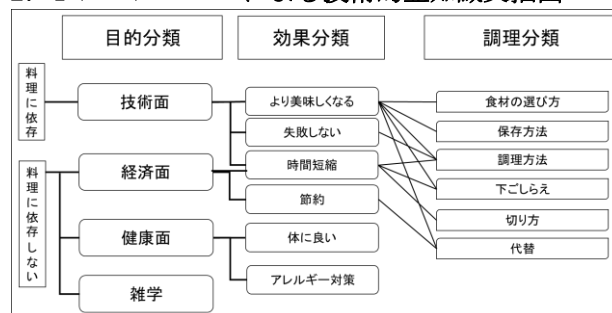 目的分類
効果分類
調理分類
料理に依存
技術面
より美味しくなる
食材の選び方
失敗しない
保存方法
時間短縮
調理方法
料理に依存しない
経済面
節約
下ごしらえ
切り方
健康面
体に良い
代替
雑学
アレルギー対策